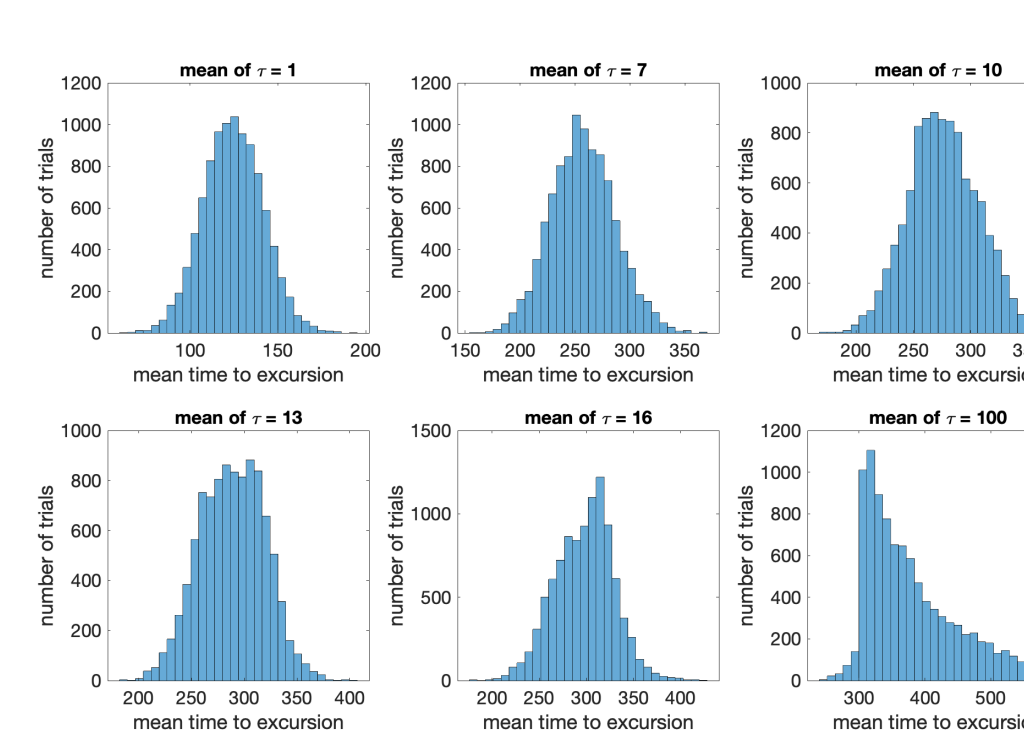 mean of τ = 1
1200
1000
800
600
400
200
0
number of trials
100 150 200
mean time to excursion
mean of τ = 7
1200
1000
800
600
400
200
0
number of trials
150 200 250 300 350
mean time to excursion
mean of τ = 10
1000
800
600
400
200
0
number of trials
200 250 300
mean time to excursi
mean of τ = 13
1000
800
600
400
200
0
number of trials
200 250 300 350 400
mean time to excursion
mean of τ = 16
1500
1000
500
0
number of trials
200 250 300 350 400
mean time to excursion
mean of τ = 100
1200
1000
800
600
400
200
0
number of trials
300 400 500
mean time to excursi